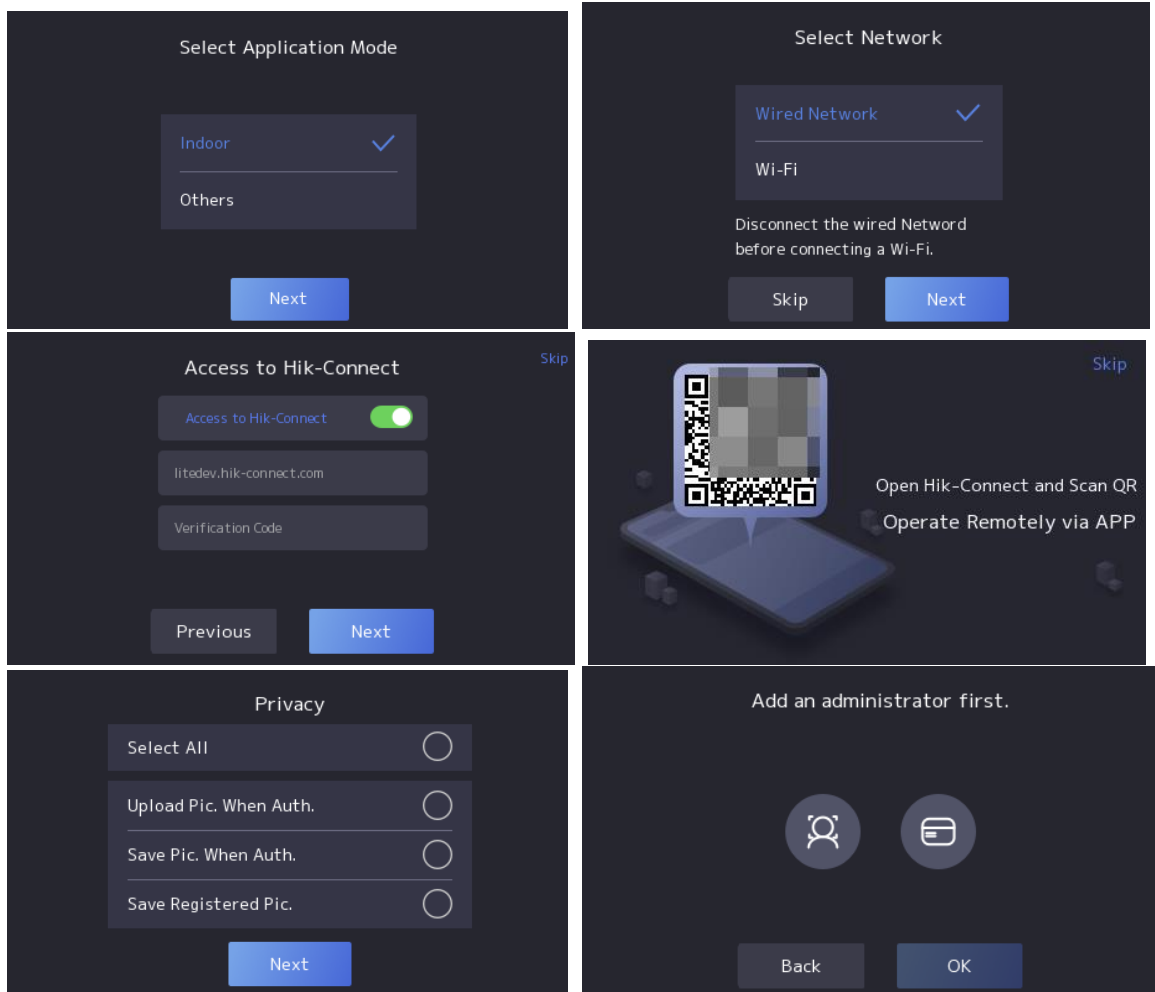 Select Application Mode
Indoor
Others
Next
Select Network
Wired Network
Wi-Fi
Disconnect the wired Netword
before connecting a Wi-Fi.
Skip
Next
Access to Hik-Connect
Skip
Access to Hik-Connect
litedev.hik-connect.com
Verification Code
Previous
Next
Skip
Open Hik-Connect and Scan QR
Operate Remotely via APP
Privacy
Select All
Upload Pic. When Auth.
Save Pic. When Auth.
Save Registered Pic.
Next
Add an administrator first.
Back
OK